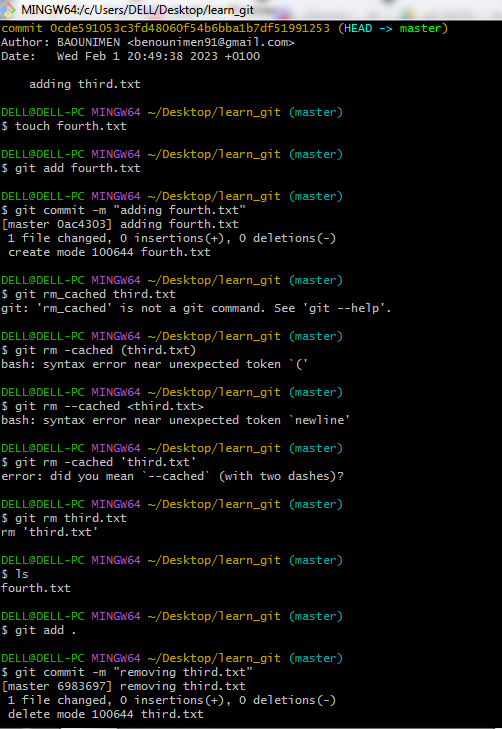 MINGW64:/c/Users/DELL/Desktop/learn_git
commit 0cde591053c3fd48060f54b6bba1b7df51991253 (HEAD -> master)
Author: BAOUNIMEN <benounimen91@gmail.com>
Date:   Wed Feb 1 20:49:38 2023 +0100
    adding third.txt
DELL@DELL-PC MINGW64 ~/Desktop/learn_git (master)
$ touch fourth.txt
DELL@DELL-PC MINGW64 ~/Desktop/learn_git (master)
$ git add fourth.txt
DELL@DELL-PC MINGW64 ~/Desktop/learn_git (master)
$ git commit -m "adding fourth.txt"
[master 0ac4303] adding fourth.txt
 1 file changed, 0 insertions(+), 0 deletions(-)
 create mode 100644 fourth.txt
DELL@DELL-PC MINGW64 ~/Desktop/learn_git (master)
$ git rm_cached third.txt
git: 'rm_cached' is not a git command. See 'git --help'.
DELL@DELL-PC MINGW64 ~/Desktop/learn_git (master)
$ git rm -cached (third.txt)
bash: syntax error near unexpected token `('
DELL@DELL-PC MINGW64 ~/Desktop/learn_git (master)
$ git rm --cached <third.txt>
bash: syntax error near unexpected token `newline'
DELL@DELL-PC MINGW64 ~/Desktop/learn_git (master)
$ git rm -cached 'third.txt'
error: did you mean `--cached` (with two dashes)?
DELL@DELL-PC MINGW64 ~/Desktop/learn_git (master)
$ git rm third.txt
rm 'third.txt'
DELL@DELL-PC MINGW64 ~/Desktop/learn_git (master)
$ ls
fourth.txt
DELL@DELL-PC MINGW64 ~/Desktop/learn_git (master)
$ git add .
DELL@DELL-PC MINGW64 ~/Desktop/learn_git (master)
$ git commit -m "removing third.txt"
[master 6983697] removing third.txt
 1 file changed, 0 insertions(+), 0 deletions(-)
 delete mode 100644 third.txt